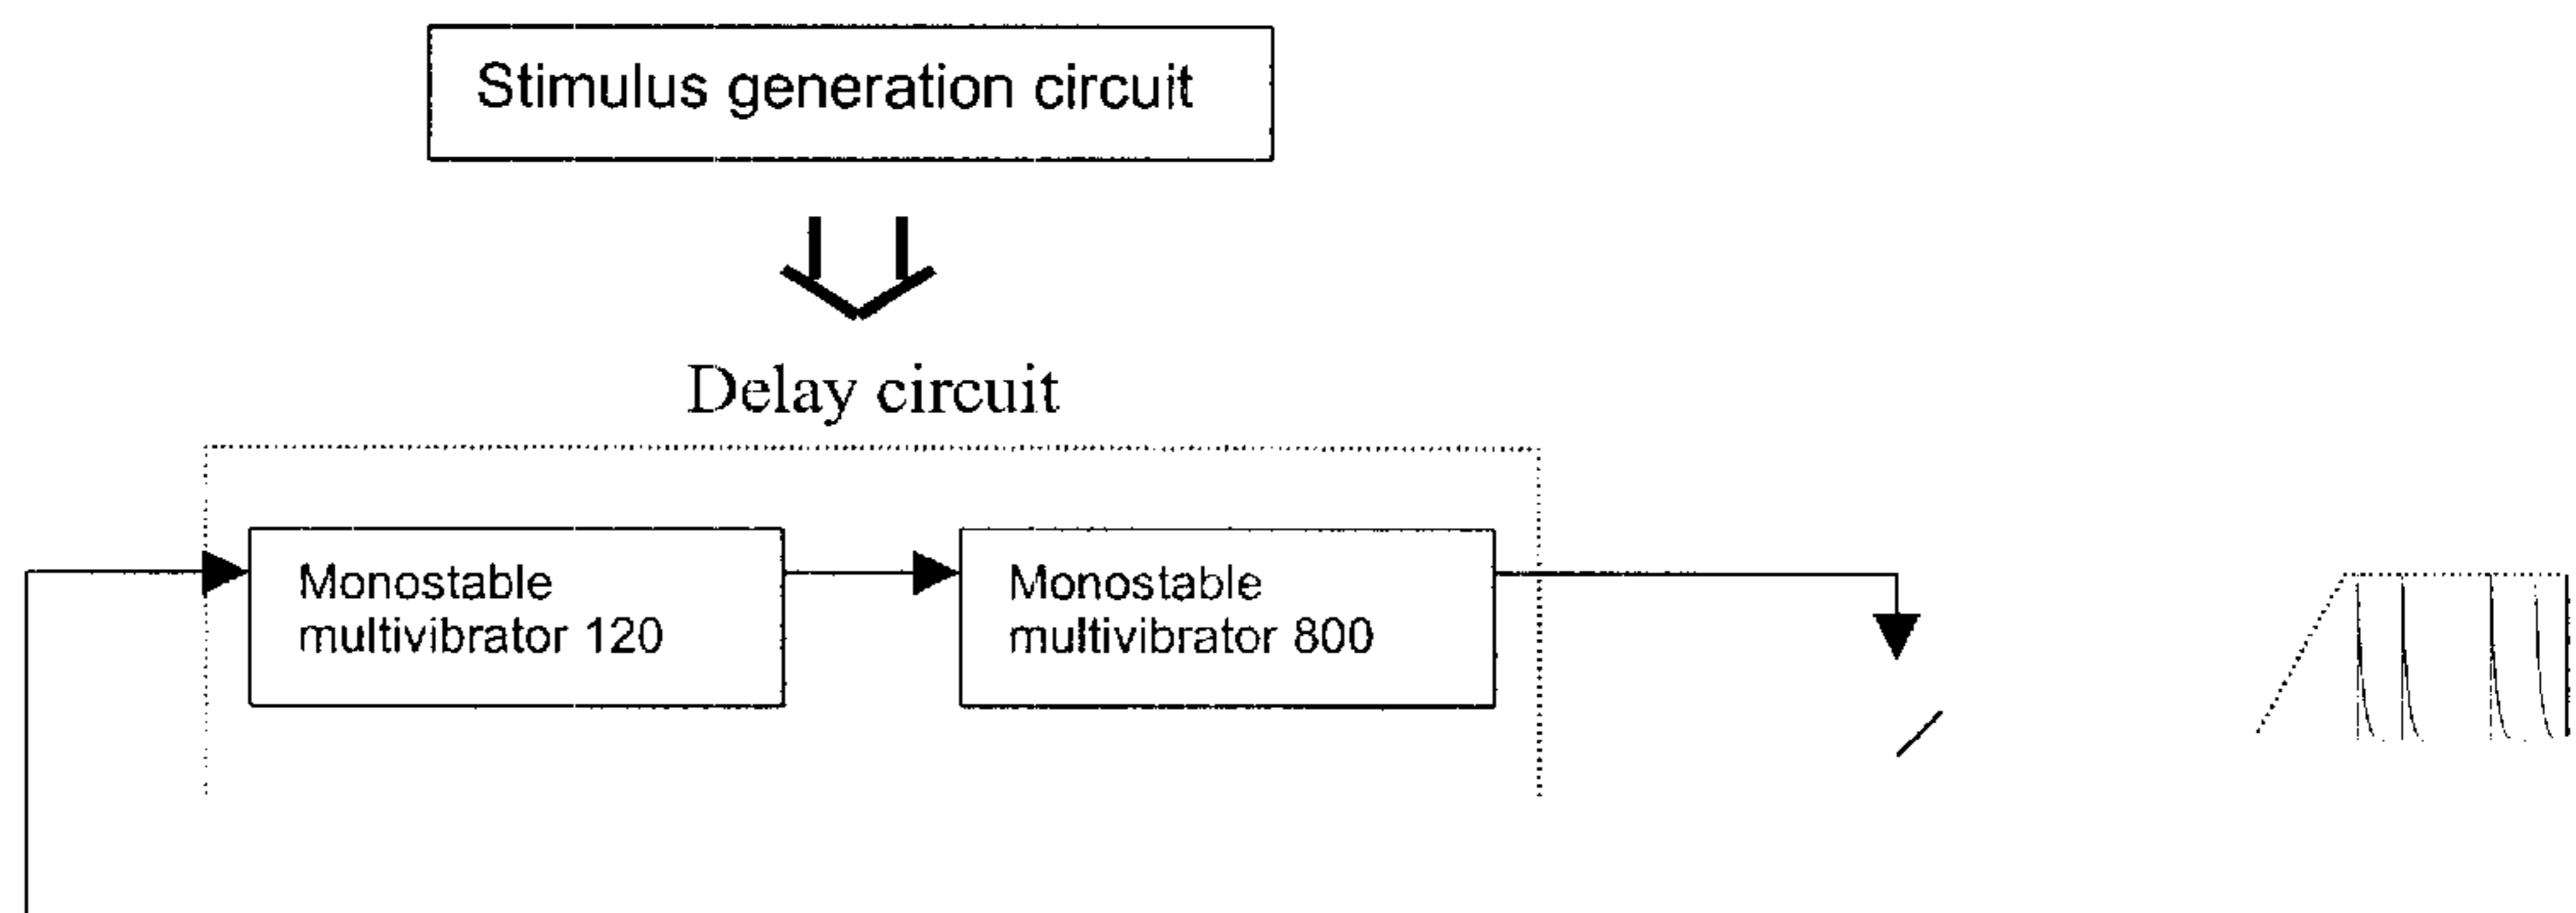 Stimulus generation circuit
Delay circuit
Monostable
multivibrator 120
Monostable
multivibrator 800